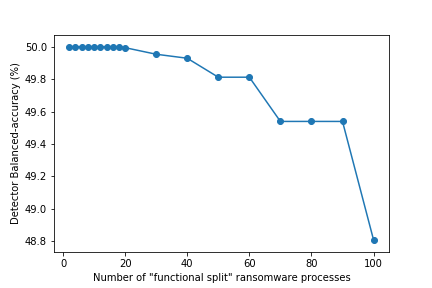 50.0
49.8
49.6
49.4
49.2
49.0
48.8
Detector Balanced-accuracy (%)
0 20 40 60 80 100
Number of "functional split" ransomware processes